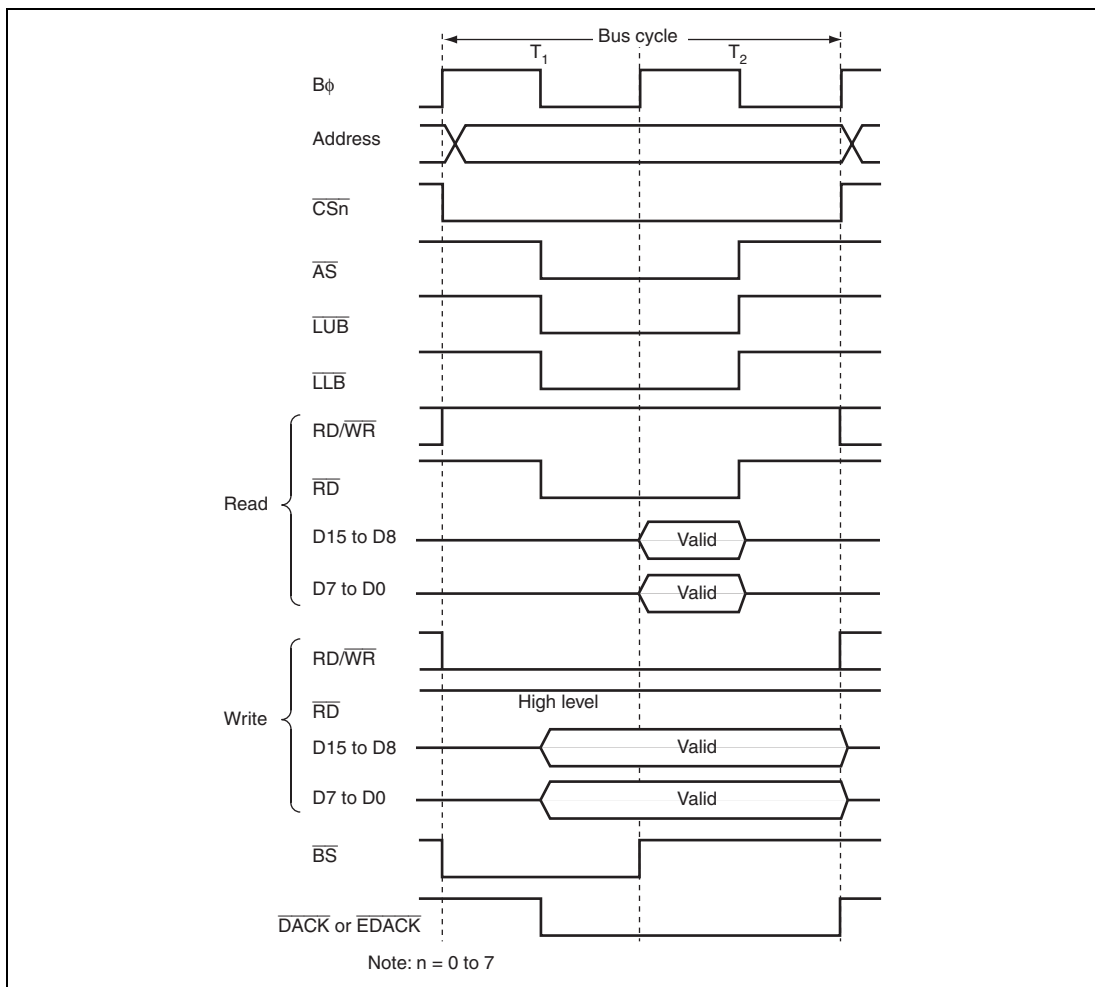 Bus cycle
T1 T2
Bϕ
Address
CSn
AS
LUB
LLB
RD/WR
RD
Read
D15 to D8 Valid
D7 to D0 Valid
RD/WR
RD High level
Write
D15 to D8 Valid
D7 to D0 Valid
BS
DACK or EDACK
Note: n = 0 to 7